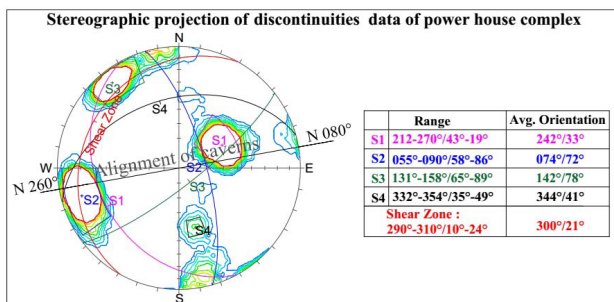 Stereographic projection of discontinuities data of power house complex
N
S3
S4
Shear Zone
S1
N 080°
W
Alignment of caverns
S2
E
N 260°
S2
S1
S3
S4
S
Range Avg. Orientation
S1 212-270°/43°-19° 242°/33°
S2 055°-090°/58°-86° 074°/72°
S3 131°-158°/65°-89° 142°/78°
S4 332°-354°/35°-49° 344°/41°
Shear Zone :
290°-310°/10°-24° 300°/21°